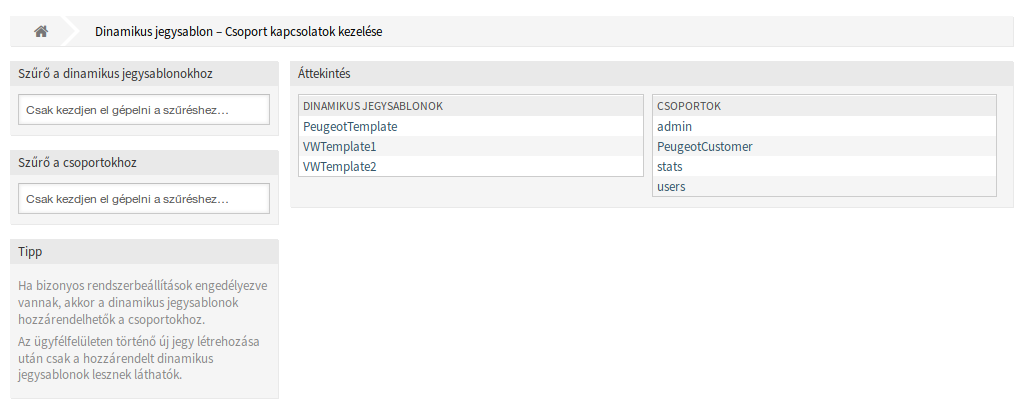 Dinamikus jegysablon – Csoport kapcsolatok kezelése
Szűrő a dinamikus jegysablonokhoz
Csak kezdjen el gépelni a szűréshez…
Szűrő a csoportokhoz
Csak kezdjen el gépelni a szűréshez…
Tipp
Ha bizonyos rendszerbeállítások engedélyezve
vannak, akkor a dinamikus jegysablonok
hozzárendelhetők a csoportokhoz.
Az ügyfélfelületen történő új jegy létrehozása
után csak a hozzárendelt dinamikus
jegysablonok lesznek láthatók.
Áttekintés
DINAMIKUS JEGYSABLONOK
PeugeotTemplate
VWTemplate1
VWTemplate2
CSOPORTOK
admin
PeugeotCustomer
stats
users